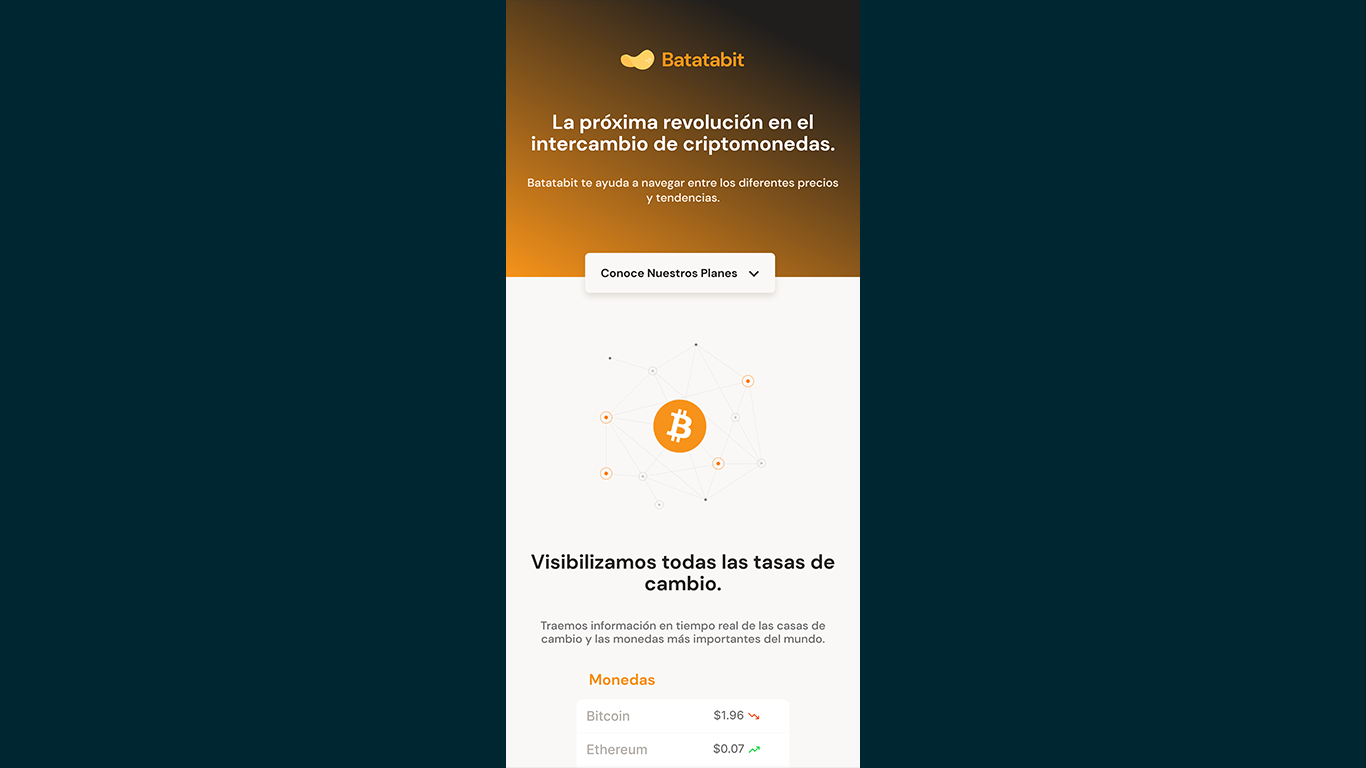 Batatabit
La próxima revolución en el
intercambio de criptomonedas.
Batatabit te ayuda a navegar entre los diferentes precios
y tendencias.
Conoce Nuestros Planes
Visibilizamos todas las tasas de
cambio.
Traemos información en tiempo real de las casas de
cambio y las monedas más importantes del mundo.
Monedas
Bitcoin $1.96
Ethereum $0.07